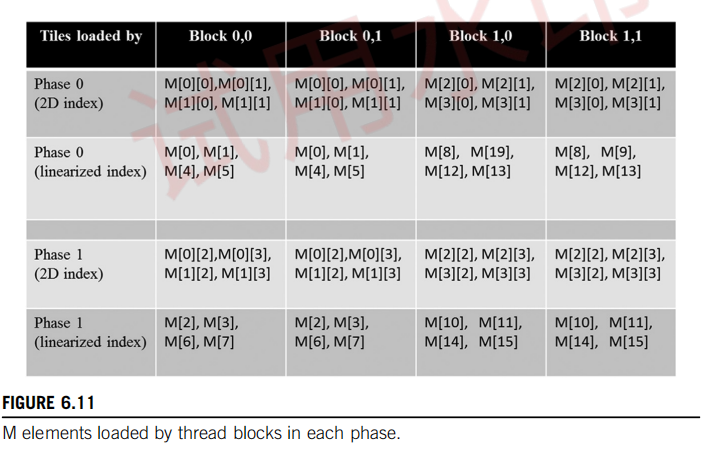 Tiles loaded by Block 0,0 Block 0,1 Block 1,0 Block 1,1
Phase 0 M[0][0],M[0][1], M[0][0], M[0][1], M[2][0], M[2][1], M[2][0], M[2][1],
(2D index) M[1][0], M[1][1] M[1][0], M[1][1] M[3][0], M[3][1] M[3][0], M[3][1]
Phase 0 M[0], M[1], M[0], M[1], M[8], M[19], M[8], M[9],
(linearized index) M[4], M[5] M[4], M[5] M[12], M[13] M[12], M[13]
Phase 1 M[0][2],M[0][3], M[0][2],M[0][3], M[2][2], M[2][3], M[2][2], M[2][3],
(2D index) M[1][2], M[1][3] M[1][2], M[1][3] M[3][2], M[3][3] M[3][2], M[3][3]
Phase 1 M[2], M[3], M[2], M[3], M[10], M[11], M[10], M[11],
(linearized index) M[6], M[7] M[6], M[7] M[14], M[15] M[14], M[15]
试用水印
FIGURE 6.11
M elements loaded by thread blocks in each phase.